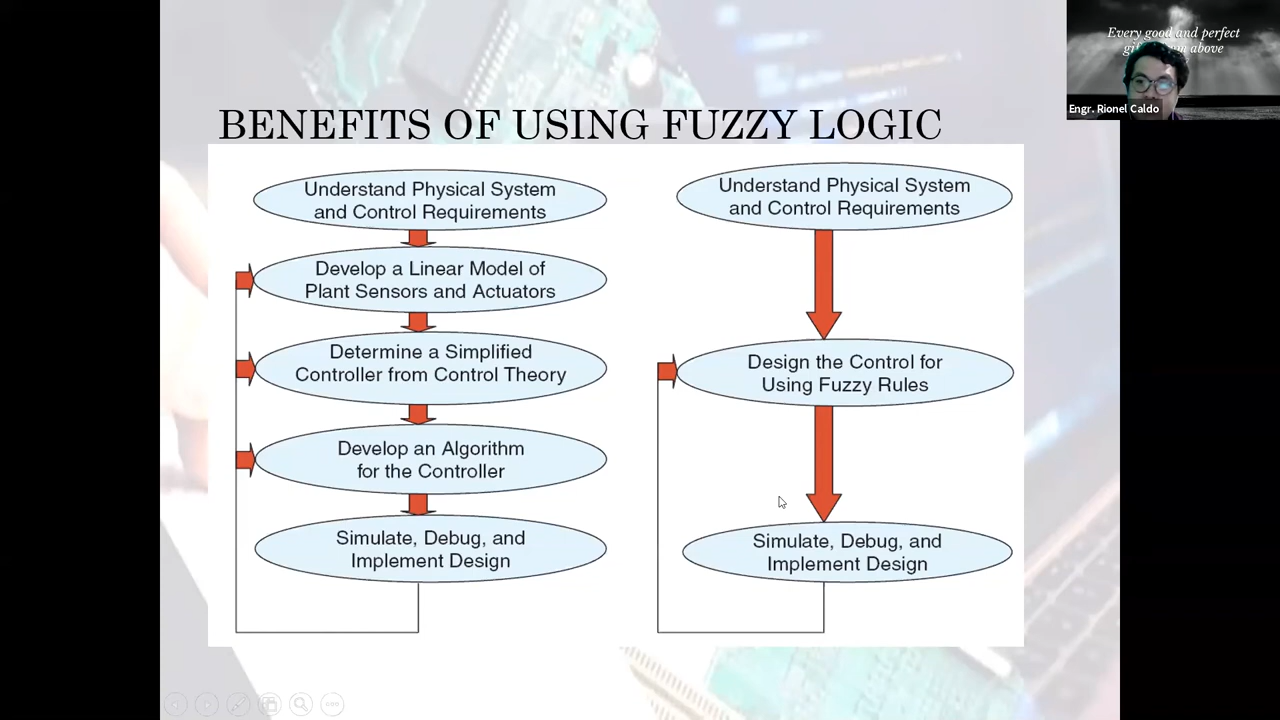 Every good and perfect
above
Engr. Rionel Caldo
BENEFITS OF USING FUZZY LOGIC
Understand Physical System
and Control Requirements
Develop a Linear Model of
Plant Sensors and Actuators
Determine a Simplified
Controller from Control Theory
Develop an Algorithm
for the Controller
Simulate, Debug, and
Implement Design
Understand Physical System
and Control Requirements
Design the Control for
Using Fuzzy Rules
Simulate, Debug, and
Implement Design